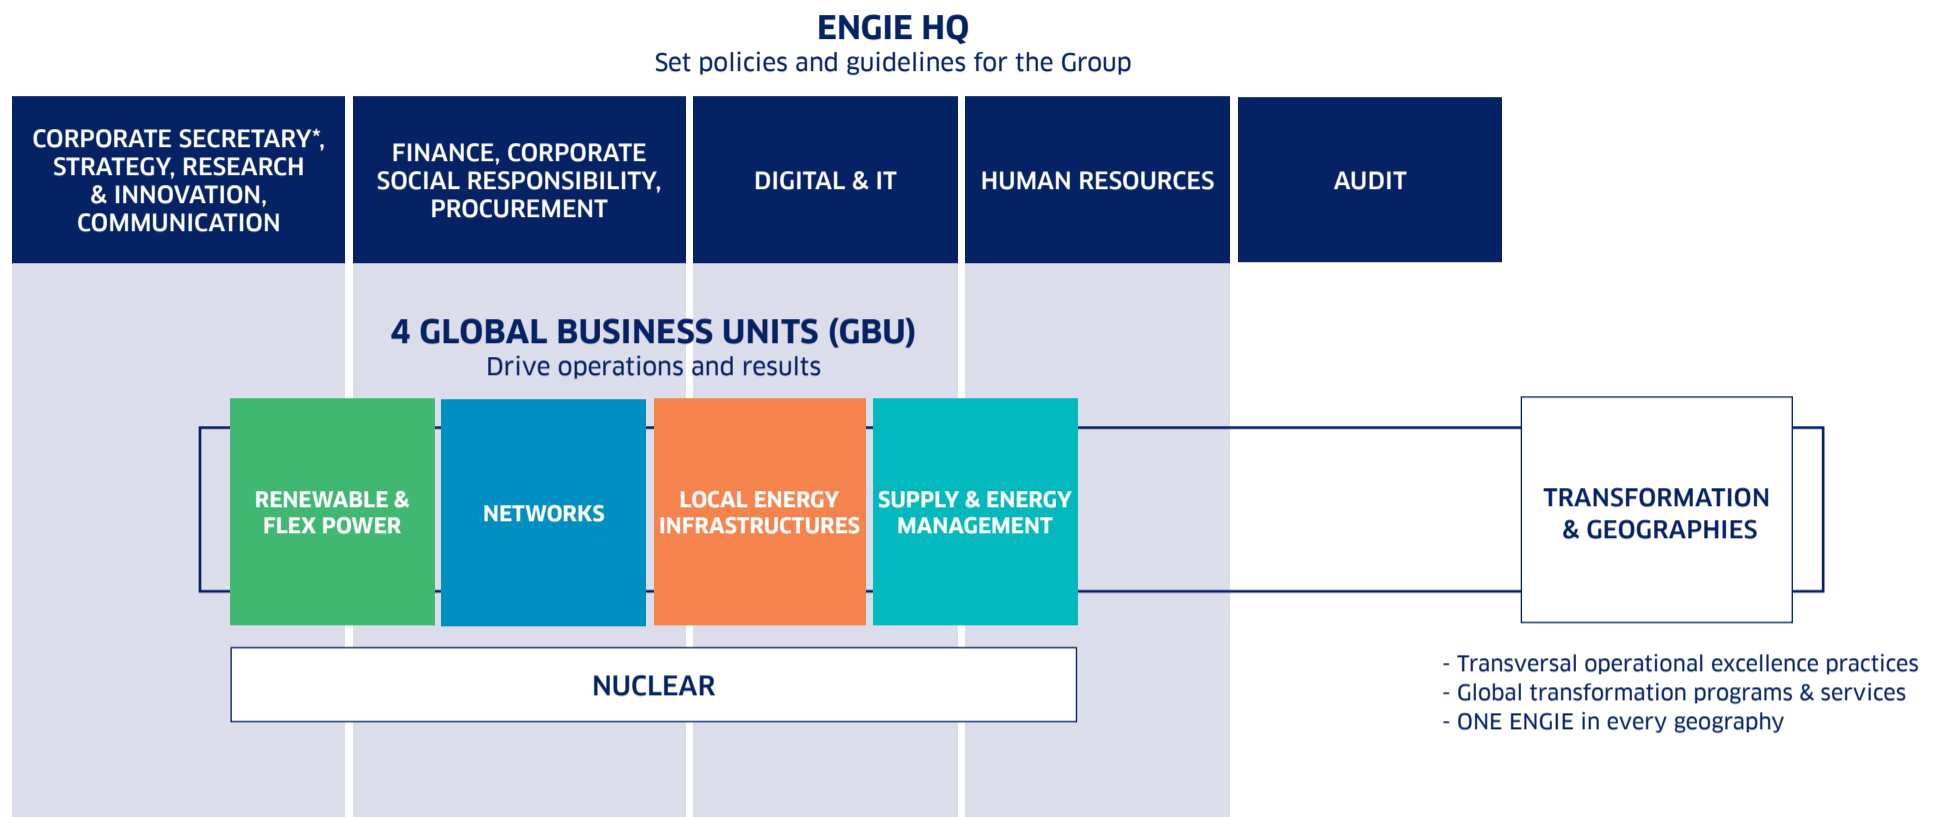 ENGIE HQ
Set policies and guidelines for the Group
CORPORATE SECRETARY*,
STRATEGY, RESEARCH
& INNOVATION,
COMMUNICATION
FINANCE, CORPORATE
SOCIAL RESPONSIBILITY,
PROCUREMENT
DIGITAL & IT
HUMAN RESOURCES
AUDIT
4 GLOBAL BUSINESS UNITS (GBU)
Drive operations and results
RENEWABLE &
FLEX POWER
NETWORKS
LOCAL ENERGY
INFRASTRUCTURES
SUPPLY & ENERGY
MANAGEMENT
TRANSFORMATION
& GEOGRAPHIES
NUCLEAR
- Transversal operational excellence practices
- Global transformation programs & services
- ONE ENGIE in every geography